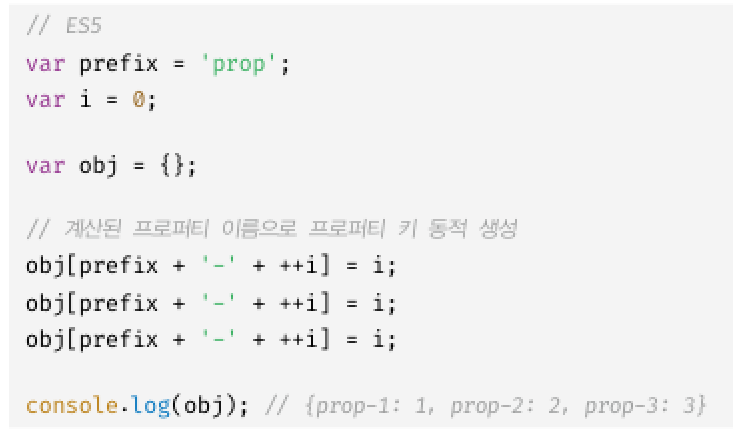 // ES5
var prefix = 'prop';
var i = 0;
var obj = {};
// 계산된 프로퍼티 이름으로 프로퍼티 키 동적 생성
obj[prefix + '-' + ++i] = i;
obj[prefix + '-' + ++i] = i;
obj[prefix + '-' + ++i] = i;
console.log(obj); // {prop-1: 1, prop-2: 2, prop-3: 3}